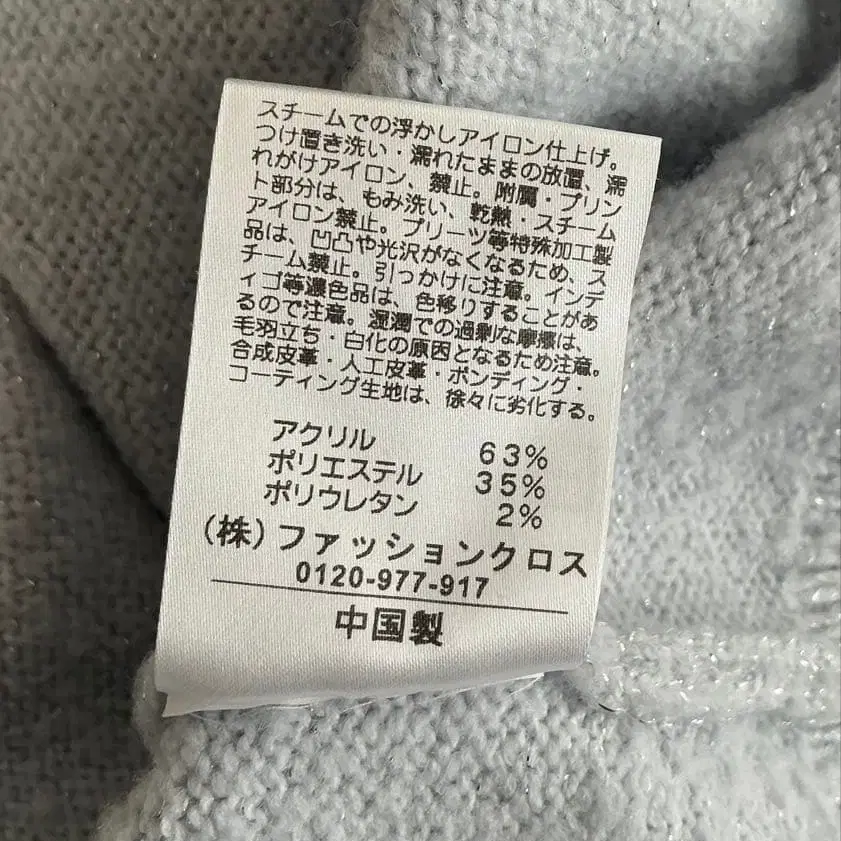 スチームでの浮かしアイロン仕上げ。
つけ置き洗い・濡れたままの放置、濡
れがけアイロン、禁止。附属・プリン
ト部分は、もみ洗い、乾熱・スチーム
アイロン禁止。プリーツ等特殊加工製
品は、凹凸や光沢がなくなるため、ス
チーム禁止。引っかけに注意。インデ
ィゴ等濃色品は、色移りすることがあ
るので注意。湿潤での過剰な摩擦は、
毛羽立ち・白化の原因となるため注意。
合成皮革・人工皮革・ボンディング・
コーティング生地は、徐々に劣化する。
アクリル 63%
ポリエステル 35%
ポリウレタン 2%
(株)ファッションクロス
0120-977-917
中国製